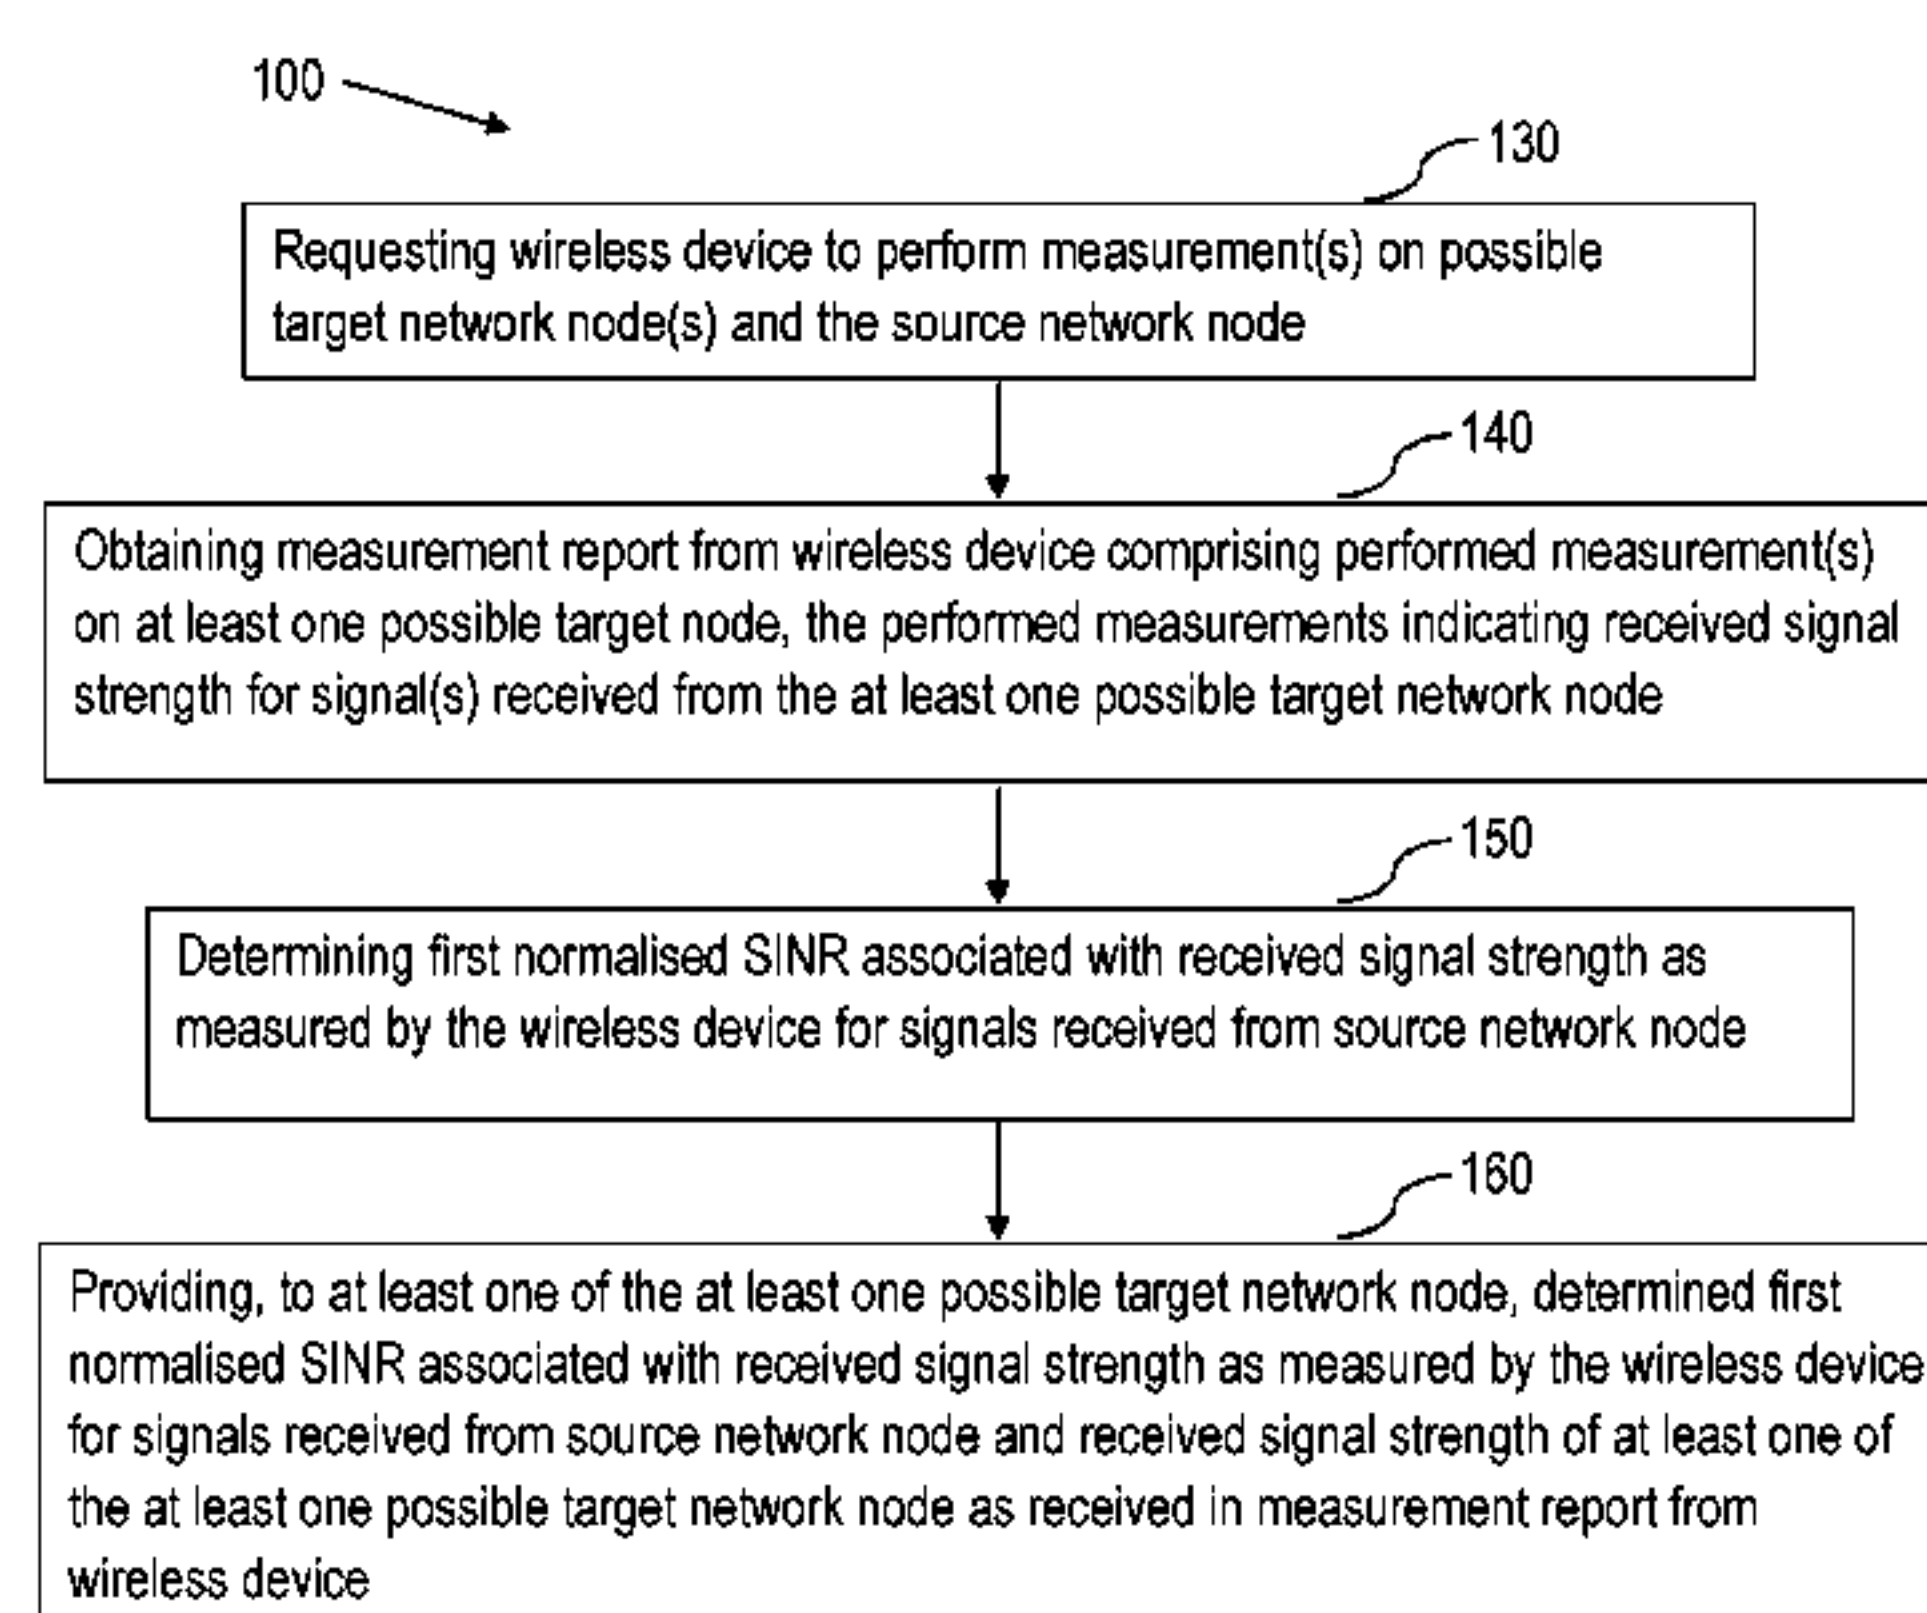 100
130
Requesting wireless device to perform measurement(s) on possible
target network node(s) and the source network node
140
Obtaining measurement report from wireless device comprising performed measurement(s)
on at least one possible target node, the performed measurements indicating received signal
strength for signal(s) received from the at least one possible target network node
150
Determining first normalised SINR associated with received signal strength as
measured by the wireless device for signals received from source network node
160
Providing, to at least one of the at least one possible target network node, determined first
normalised SINR associated with received signal strength as measured by the wireless device
for signals received from source network node and received signal strength of at least one of
the at least one possible target network node as received in measurement report from
wireless device